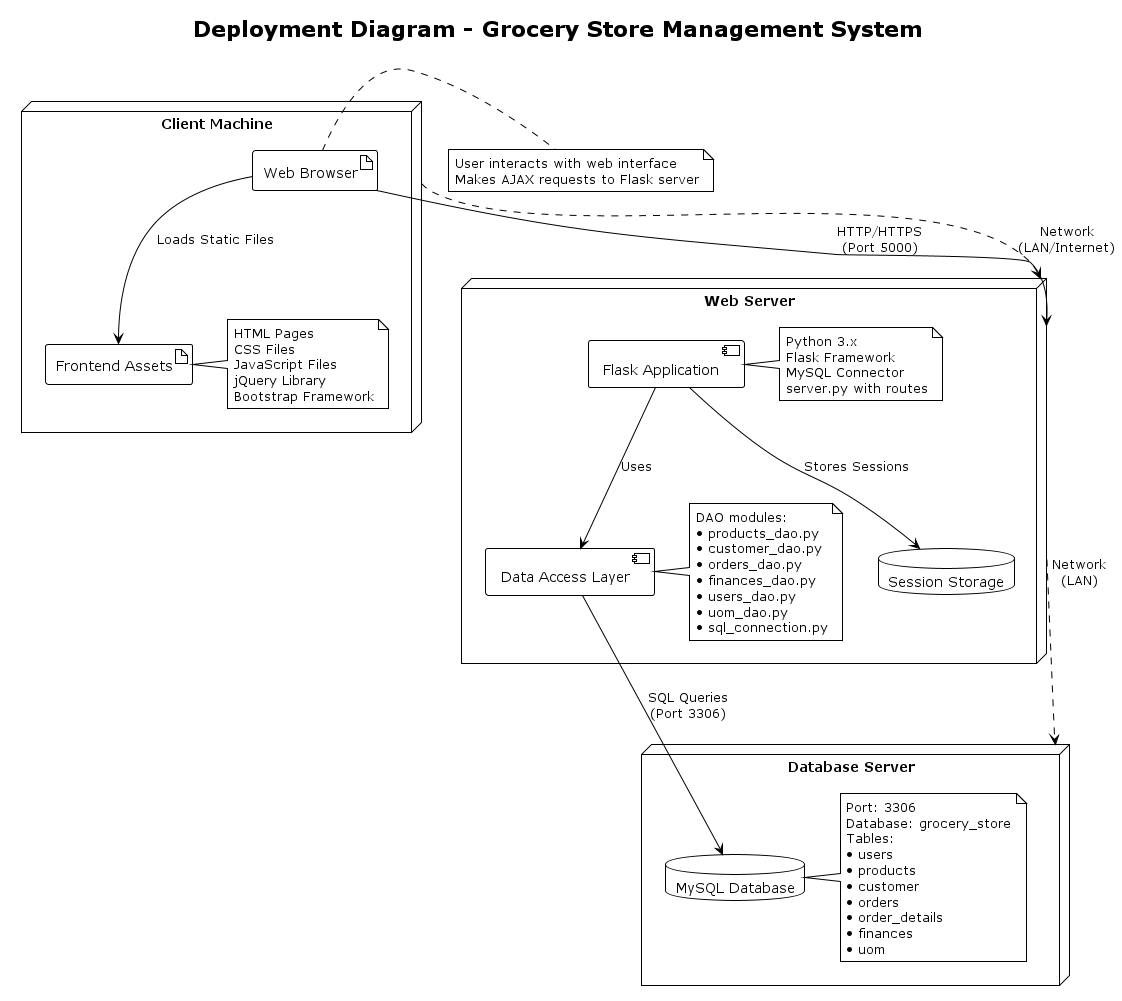 Deployment Diagram - Grocery Store Management System
Client Machine
Web Browser
User interacts with web interface
Makes AJAX requests to Flask server
Loads Static Files
HTTP/HTTPS
(Port 5000)
Network
(LAN/Internet)
Frontend Assets
HTML Pages
CSS Files
JavaScript Files
jQuery Library
Bootstrap Framework
Web Server
Flask Application
Python 3.x
Flask Framework
MySQL Connector
server.py with routes
Uses
Stores Sessions
Data Access Layer
DAO modules:
• products_dao.py
• customer_dao.py
• orders_dao.py
• finances_dao.py
• users_dao.py
• uom_dao.py
• sql_connection.py
Session Storage
Network
(LAN)
SQL Queries
(Port 3306)
Database Server
MySQL Database
Port: 3306
Database: grocery_store
Tables:
• users
• products
• customer
• orders
• order_details
• finances
• uom